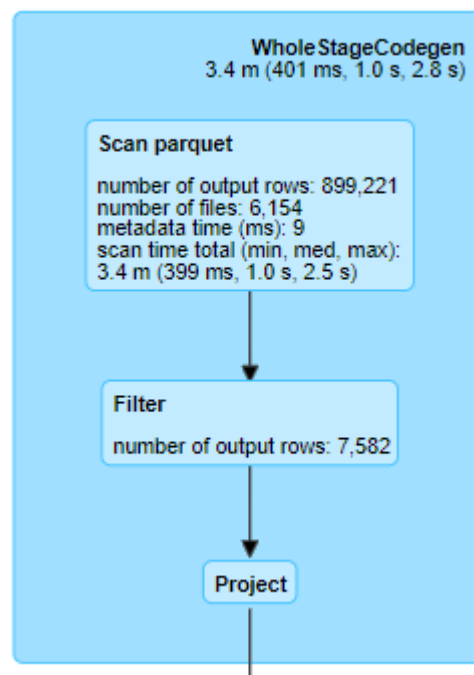 WholeStageCodegen
3.4 m (401 ms, 1.0 s, 2.8 s)
Scan parquet
number of output rows: 899,221
number of files: 6,154
metadata time (ms): 9
scan time total (min, med, max):
3.4 m (399 ms, 1.0 s, 2.5 s)
Filter
number of output rows: 7,582
Project